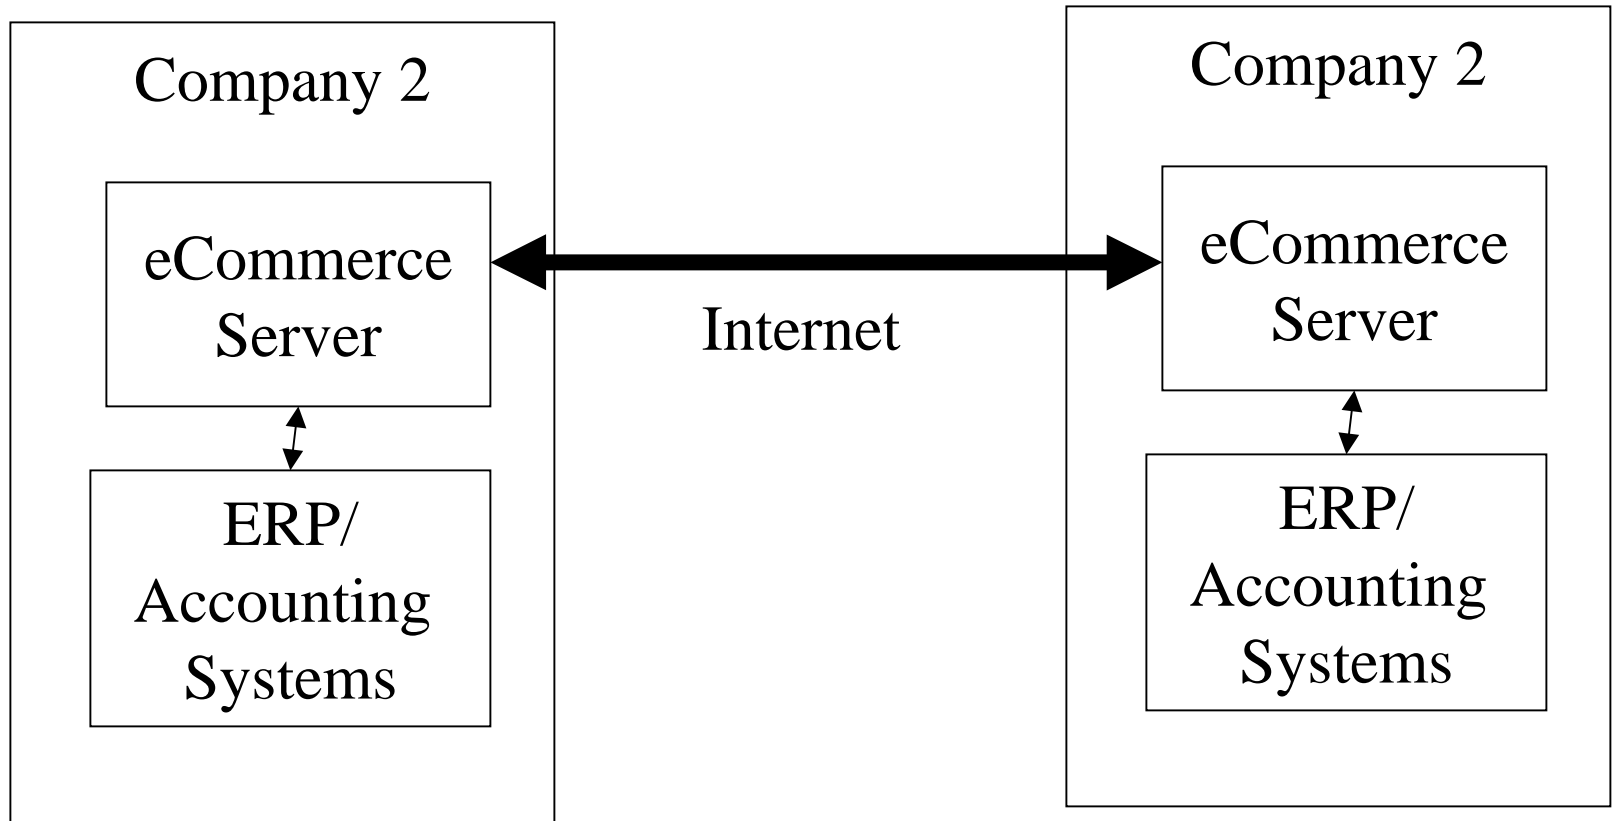 Company 2
eCommerce
Server
ERP/
Accounting
Systems
Internet
Company 2
eCommerce
Server
ERP/
Accounting
Systems